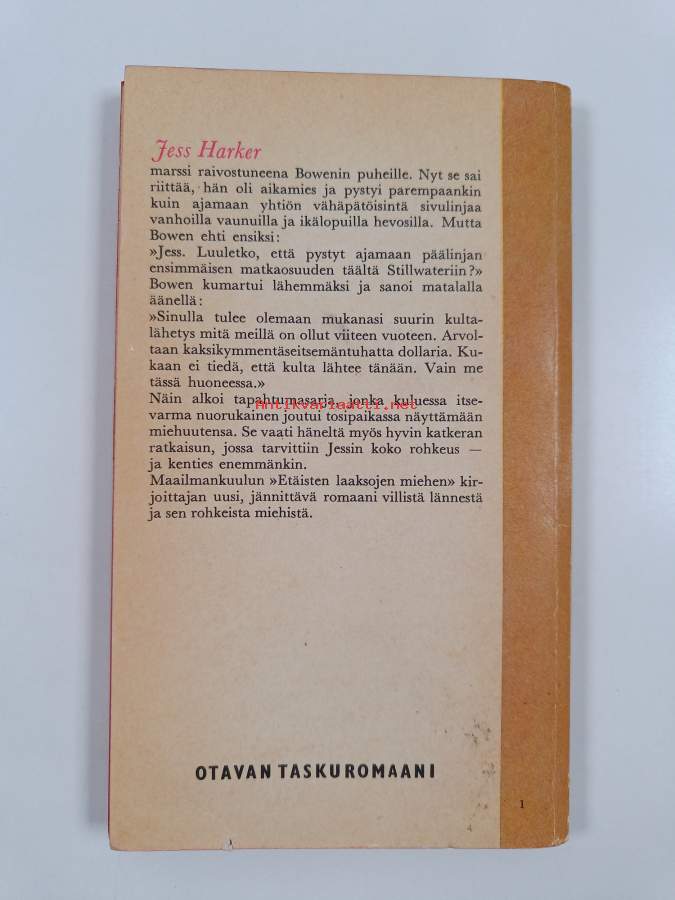 Jess Harker
marssi raivostuneena Bowenin puheille. Nyt se sai
riittää, hän oli aikamies ja pystyi parempaankin
kuin ajamaan yhtiön vähäpätöisintä sivulinjaa
vanhoilla vaunuilla ja ikälopuilla hevosilla. Mutta
Bowen ehti ensiksi:
»Jess. Luuletko, että pystyt ajamaan päälinjan
ensimmäisen matkaosuuden täältä Stillwateriin?»
Bowen kumartui lähemmäksi ja sanoi matalalla
äänellä:
»Sinulla tulee olemaan mukanasi suurin kulta-
lähetys mitä meillä on ollut viiteen vuoteen. Arvol-
taan kaksikymmentäseitsemäntuhatta dollaria. Ku-
kaan ei tiedä, että kulta lähtee tänään. Vain me
tässä huoneessa.»
Näin alkoi tapahtumasarja, jonka kuluessa itse-
Antikvariaatti.net
varma nuorukainen joutui tosipaikassa näyttämään
miehuutensa. Se vaati häneltä myös hyvin katkeran
ratkaisun, jossa tarvittiin Jessin koko rohkeus —
ja kenties enemmänkin.
Maailmankuulun »Etäisten laaksojen miehen» kir-
joittajan uusi, jännittävä romaani villistä lännestä
ja sen rohkeista miehistä.
OTAVAN TASKUROMAANI
1